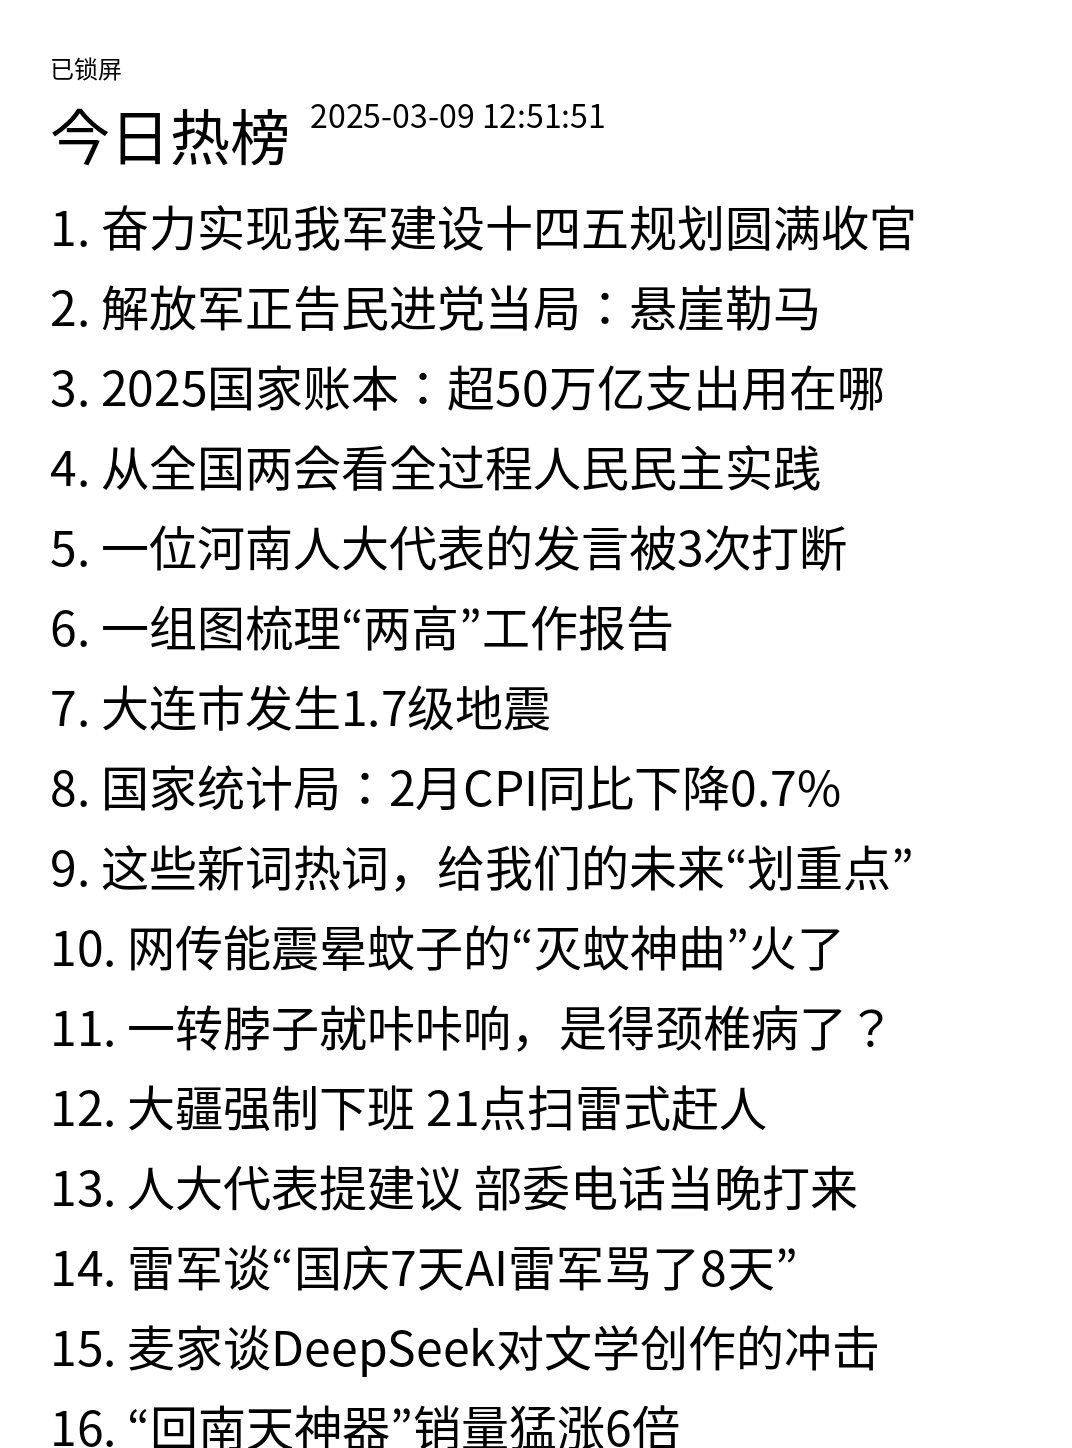 已锁屏
今日热榜 2025-03-09 12:51:51
1. 奋力实现我军建设十四五规划圆满收官
2. 解放军正告民进党当局：悬崖勒马
3. 2025国家账本：超50万亿支出用在哪
4. 从全国两会看全过程人民民主实践
5. 一位河南人大代表的发言被3次打断
6. 一组图梳理“两高”工作报告
7. 大连市发生1.7级地震
8. 国家统计局：2月CPI同比下降0.7%
9. 这些新词热词，给我们的未来“划重点”
10. 网传能震晕蚊子的“灭蚊神曲”火了
11. 一转脖子就咔咔响，是得颈椎病了？
12. 大疆强制下班 21点扫雷式赶人
13. 人大代表提建议 部委电话当晚打来
14. 雷军谈“国庆7天AI雷军骂了8天”
15. 麦家谈DeepSeek对文学创作的冲击
16. “回南天神器”销量猛涨6倍